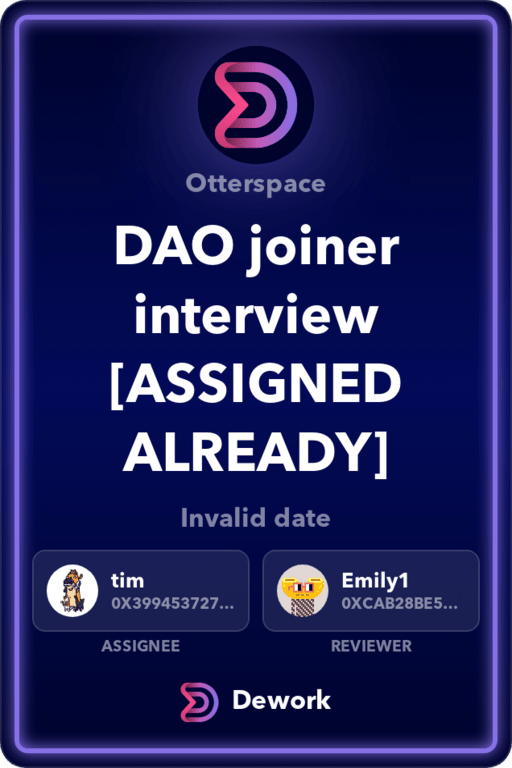 Otterspace
DAO joiner
interview
[ASSIGNED
ALREADY]
Invalid date
tim
0X399453727...
ASSIGNEE
Emily1
0XCAB28BE5...
REVIEWER
Dework